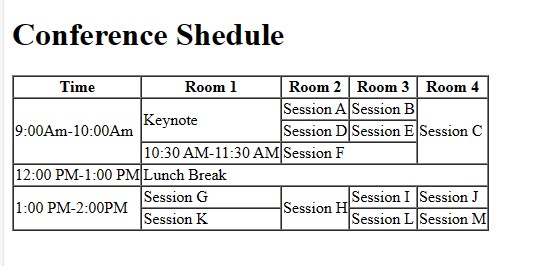 Conference Shedule
Time Room 1 Room 2 Room 3 Room 4
9:00Am-10:00Am Keynote Session A Session B Session C
Session D Session E
10:30 AM-11:30 AM Session F
12:00 PM-1:00 PM Lunch Break
1:00 PM-2:00PM Session G Session H Session I Session J
Session K Session L Session M